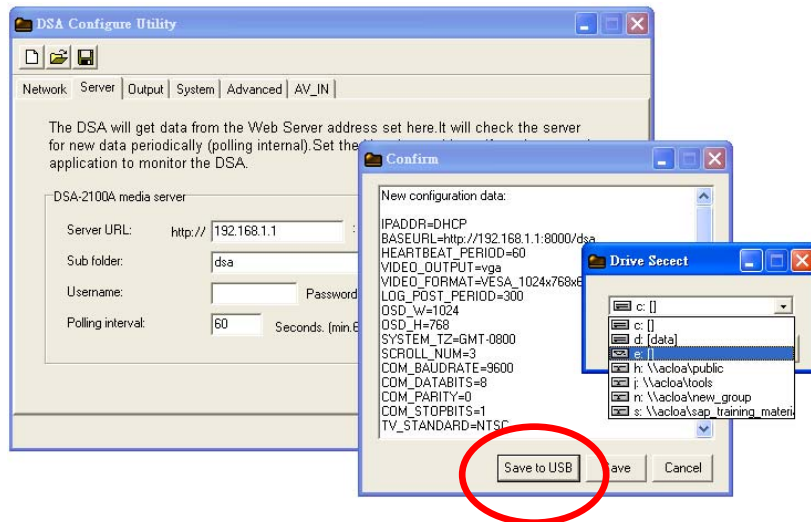 DSA Configure Utility
Network Server Output System Advanced AV_IN
The DSA will get data from the Web Server address set here.It will check the server
for new data periodically (polling internal).Set the
application to monitor the DSA.
DSA-2100A media server
Server URL: http:// 192.168.1.1 :
Sub folder: dsa
Username: Password
Polling interval: 60 Seconds. (min.6
Confirm
New configuration data:
IPADDR=DHCP
BASEURL=http://192.168.1.1:8000/dsa
HEARTBEAT_PERIOD=60
VIDEO_OUTPUT=vga
VIDEO_FORMAT=VESA_1024x768x6
LOG_POST_PERIOD=300
OSD_W=1024
OSD_H=768
SYSTEM_TZ=GMT-0800
SCROLL_NUM=3
COM_BAUDRATE=9600
COM_DATABITS=8
COM_PARITY=0
COM_STOPBITS=1
TV_STANDARD=NTSC
Save to USB Save Cancel
Drive Secect
c: []
c: []
d: [data]
e: []
h: \\acloa\public
j: \\acloa\tools
n: \\acloa\new_group
s: \\acloa\sap_training_materi